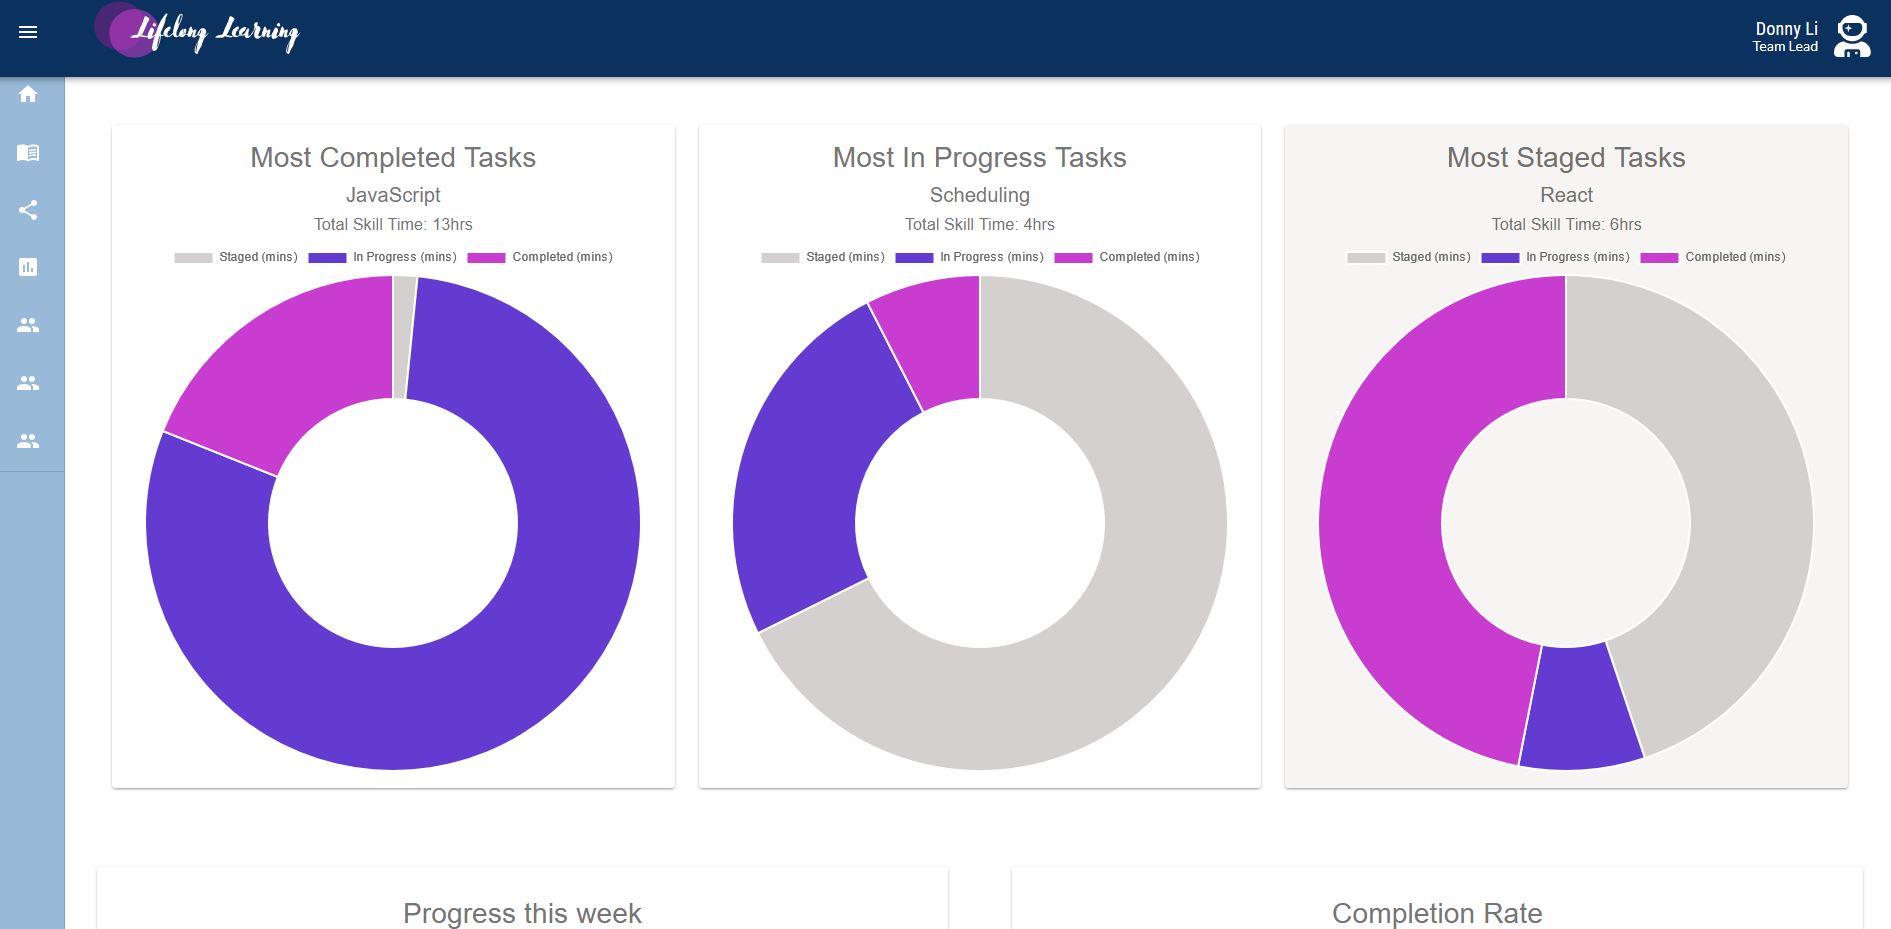 Lifelong Learning
Donny Li
Team Lead
Most Completed Tasks
JavaScript
Total Skill Time: 13hrs
Staged (mins) In Progress (mins) Completed (mins)
Most In Progress Tasks
Scheduling
Total Skill Time: 4hrs
Staged (mins) In Progress (mins) Completed (mins)
Most Staged Tasks
React
Total Skill Time: 6hrs
Staged (mins) In Progress (mins) Completed (mins)
Progress this week
Completion Rate